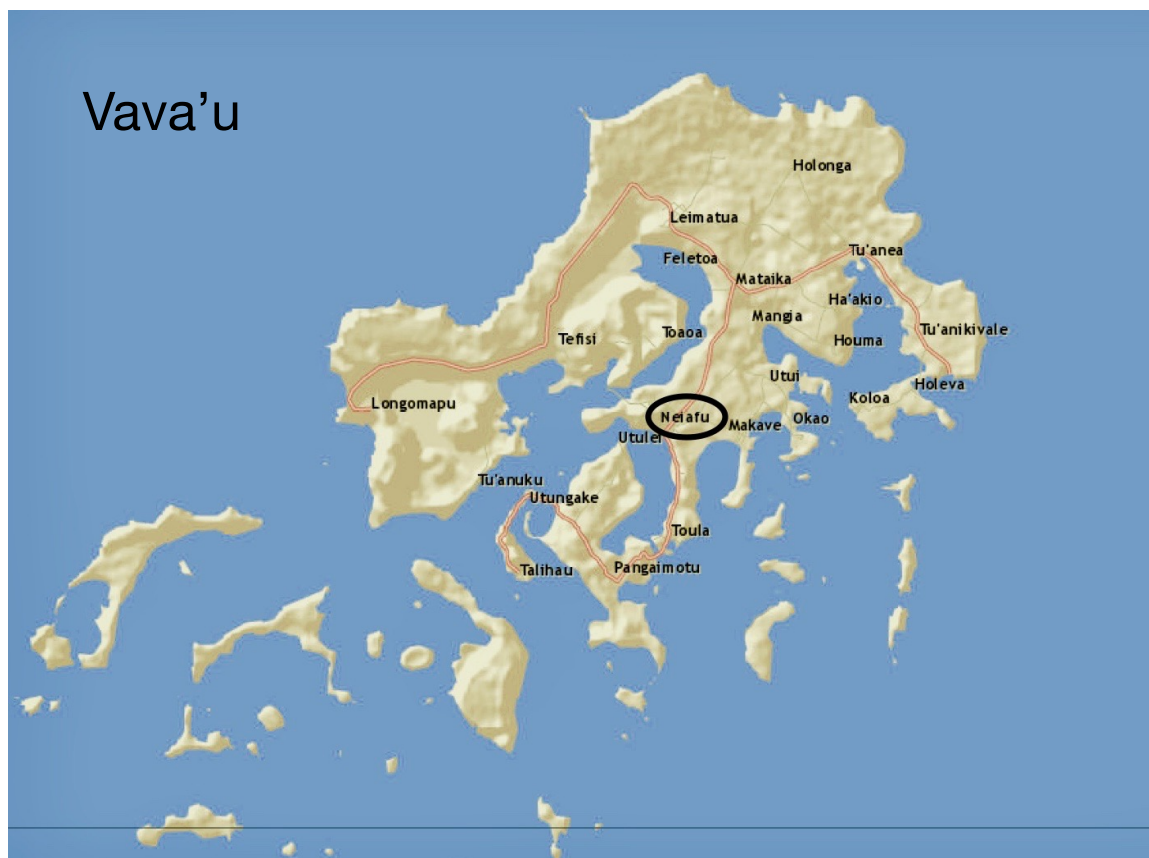 Vava’u
Holonga
Leimatua
Tu'anea
Feletoa
Mataika
Ha'akio
Mangia
Tu'anikivale
Toaoa
Tefisi
Houma
Utui
Holeva
Koloa
Longomapu
Neiafu
Okao
Makave
Utulei
Tu'anuku
Utungake
Toula
Talihau
Pangaimotu